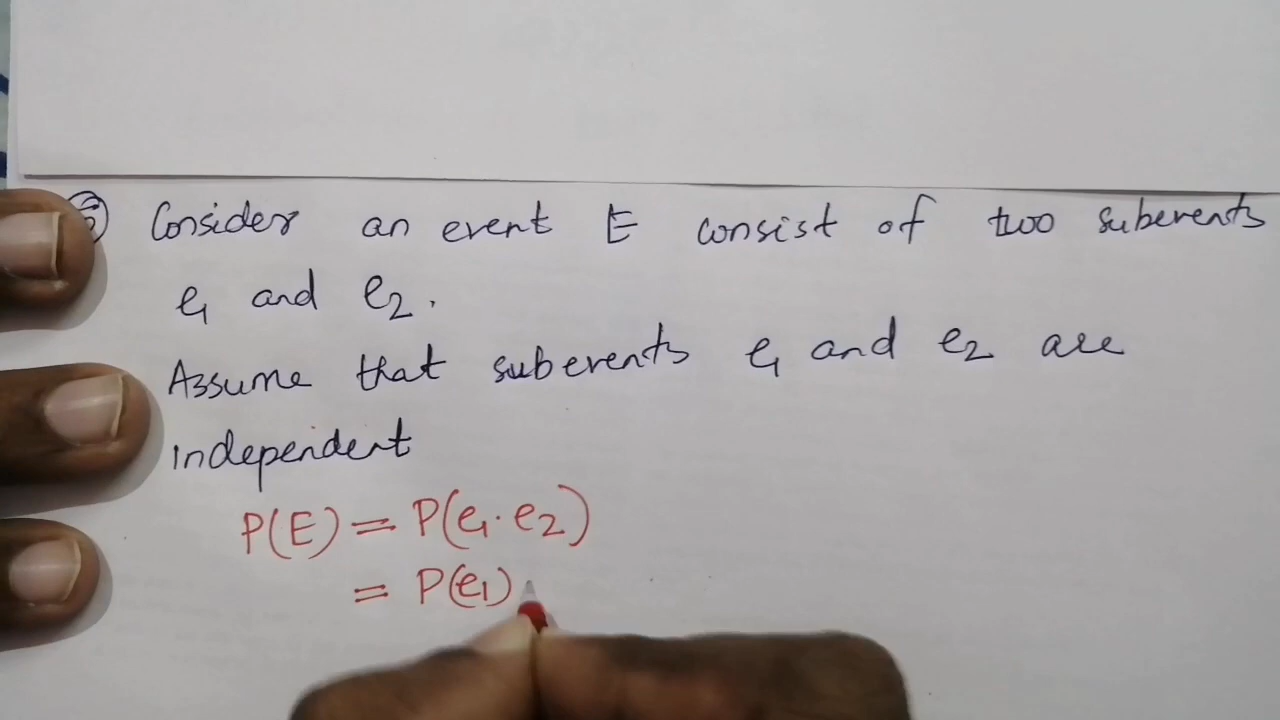 Consider an event E consist of two subevents
e1 and e2.
Assume that subevents e1 and e2 are
independent
P(E) = P(e1.e2)
= P(e1).